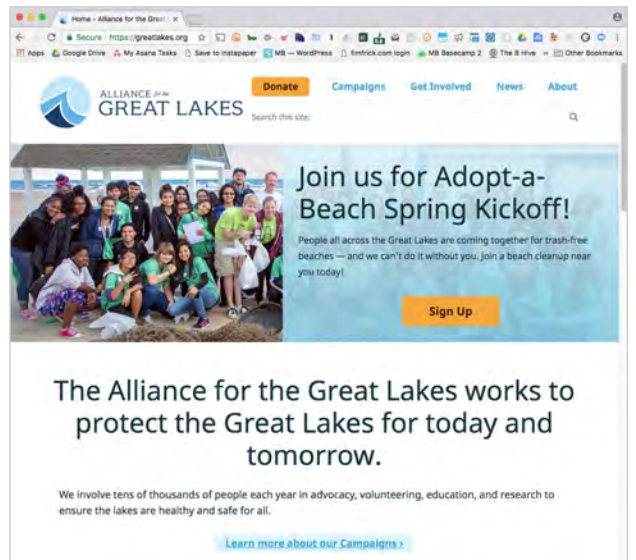 Home - Alliance for the Great
Secure https://greatlakes.org
Apps Google Drive My Asana Tasks Save to Instapaper MB — WordPress timfrick.com login MB Basecamp 2 The B Hive » Other Bookmarks
ALLIANCE for the
GREAT LAKES
Donate Campaigns Get Involved News About
Search this site:
Join us for Adopt-a-
Beach Spring Kickoff!
People all across the Great Lakes are coming together for trash-free
beaches — and we can't do it without you. Join a beach cleanup near
you today!
Sign Up
The Alliance for the Great Lakes works to
protect the Great Lakes for today and
tomorrow.
We involve tens of thousands of people each year in advocacy, volunteering, education, and research to
ensure the lakes are healthy and safe for all.
Learn more about our Campaigns ›